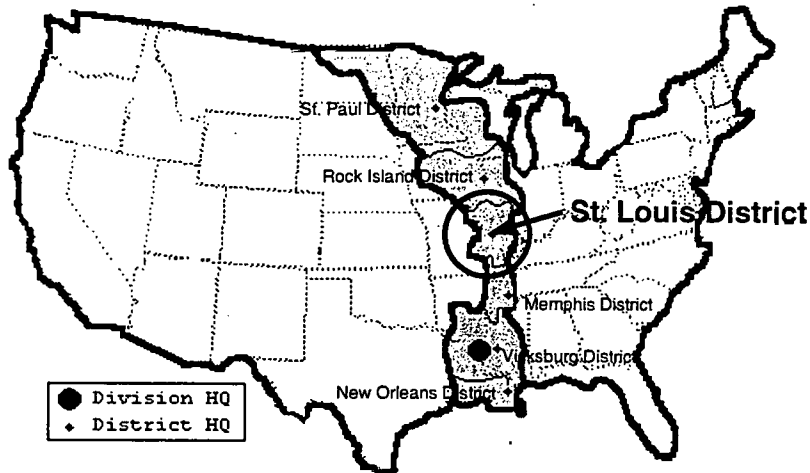 St. Paul District
Rock Island District
St. Louis District
Memphis District
Vicksburg District
New Orleans District
Division HQ
District HQ